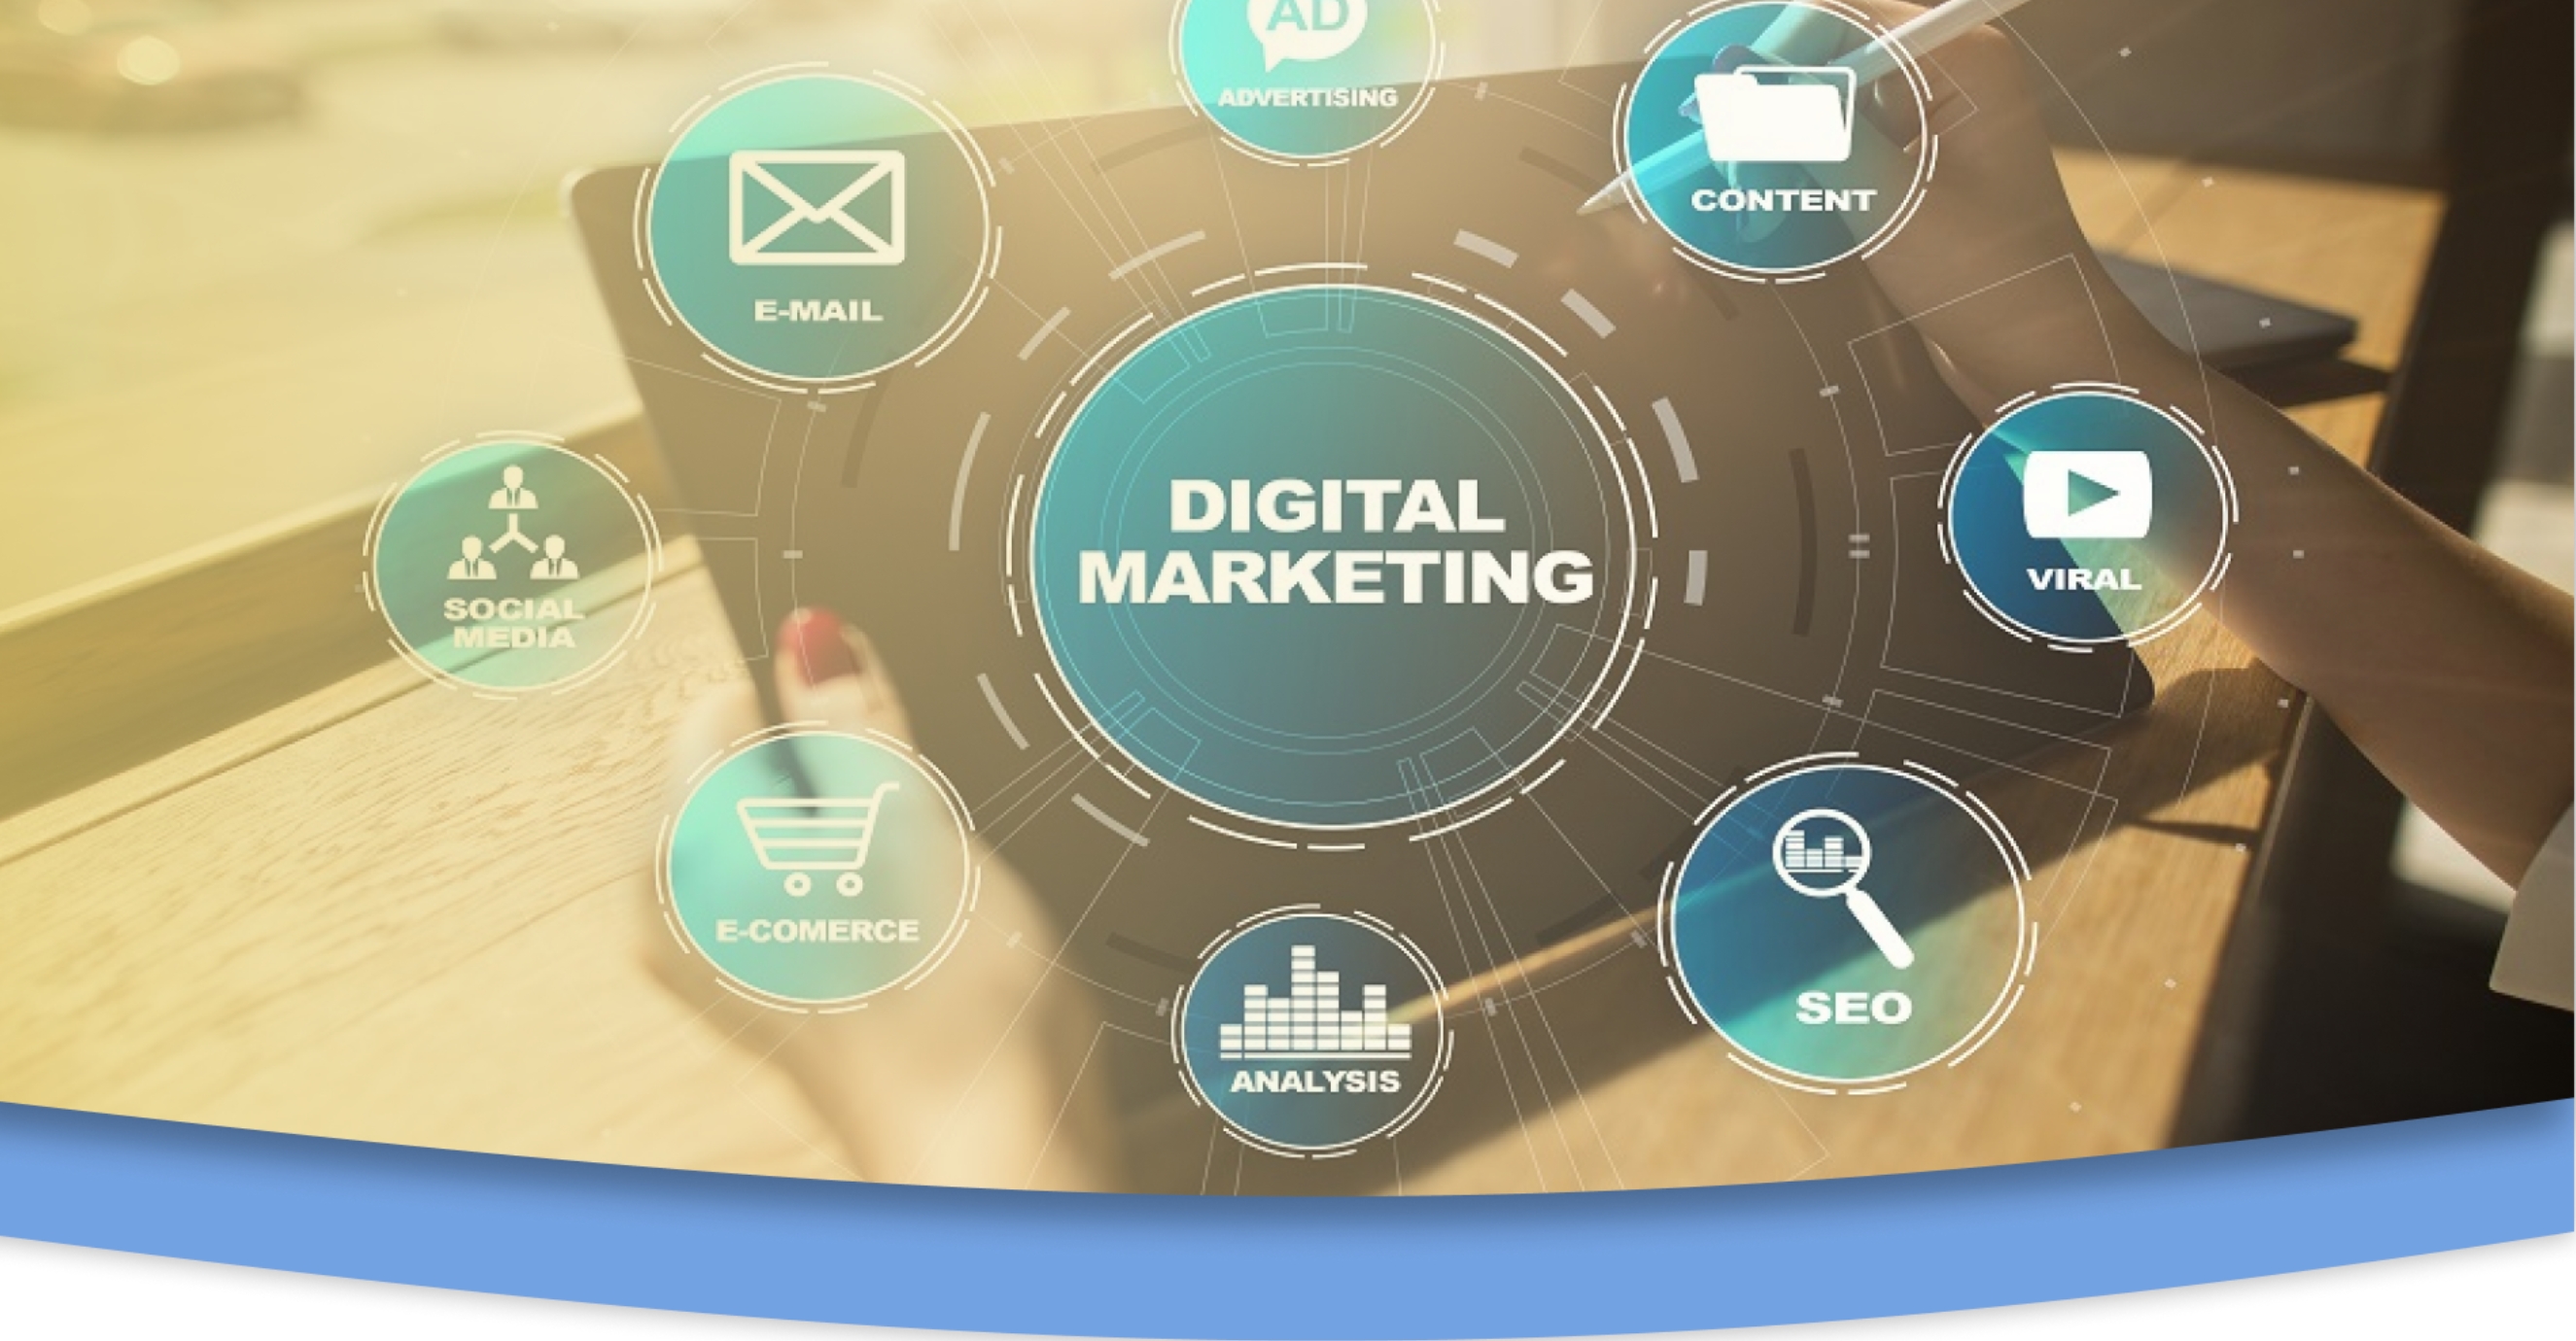 AD
ADVERTISING
CONTENT
E-MAIL
DIGITAL
MARKETING
VIRAL
SOCIAL
MEDIA
E-COMERCE
SEO
ANALYSIS